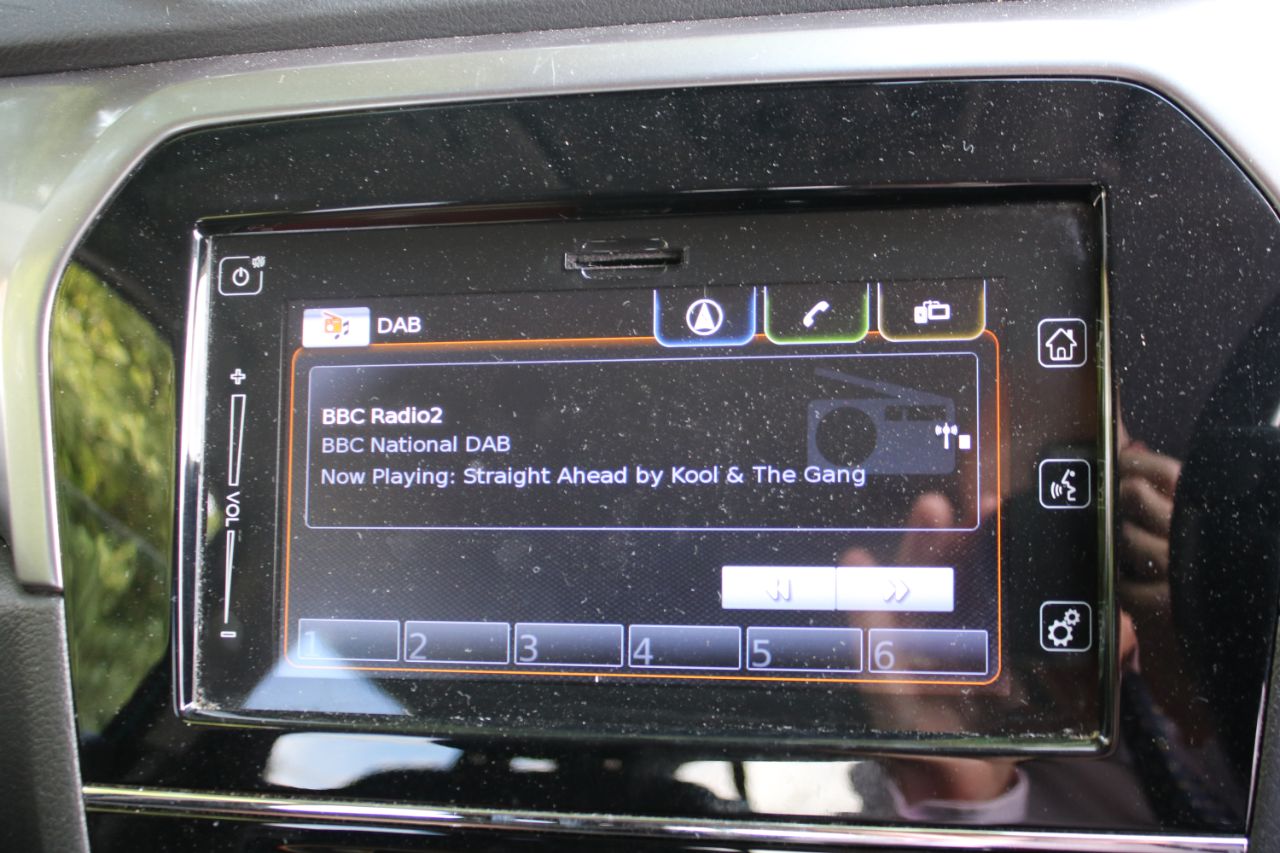 DAB
BBC Radio2
BBC National DAB
Now Playing: Straight Ahead by Kool & The Gang
+
VOL
-
1 2 3 4 5 6